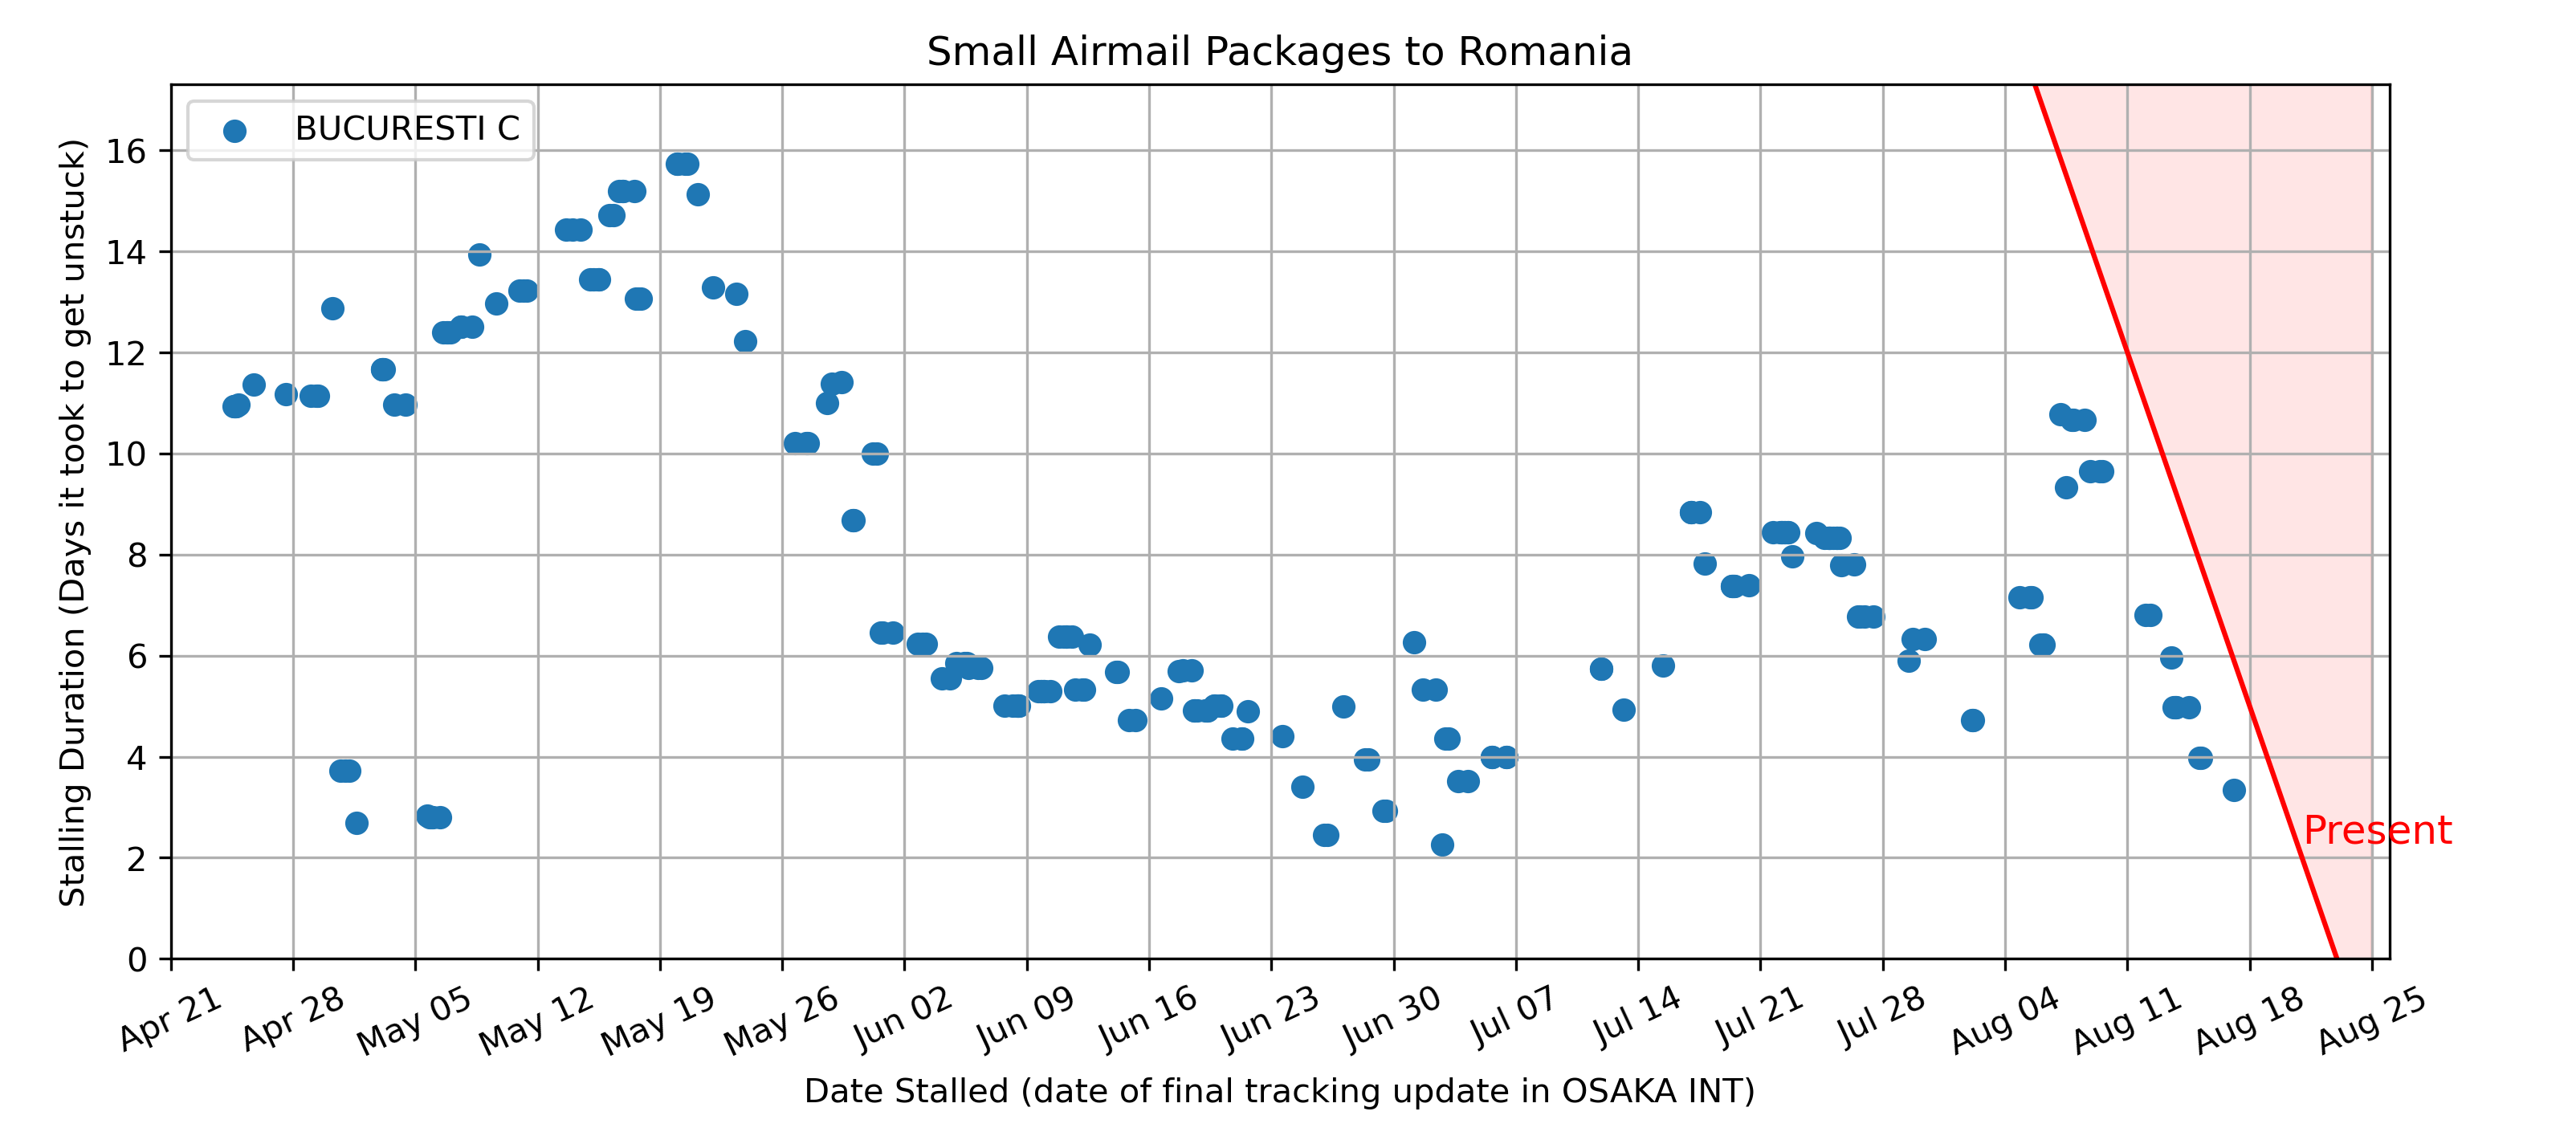 Small Airmail Packages to Romania
BUCURESTI C
Stalling Duration (Days it took to get unstuck)
16
14
12
10
8
6
4
2
0
Present
Apr 21
Apr 28
May 05
May 12
May 19
May 26
Jun 02
Jun 09
Jun 16
Jun 23
Jun 30
Jul 07
Jul 14
Jul 21
Jul 28
Aug 04
Aug 11
Aug 18
Aug 25
Date Stalled (date of final tracking update in OSAKA INT)